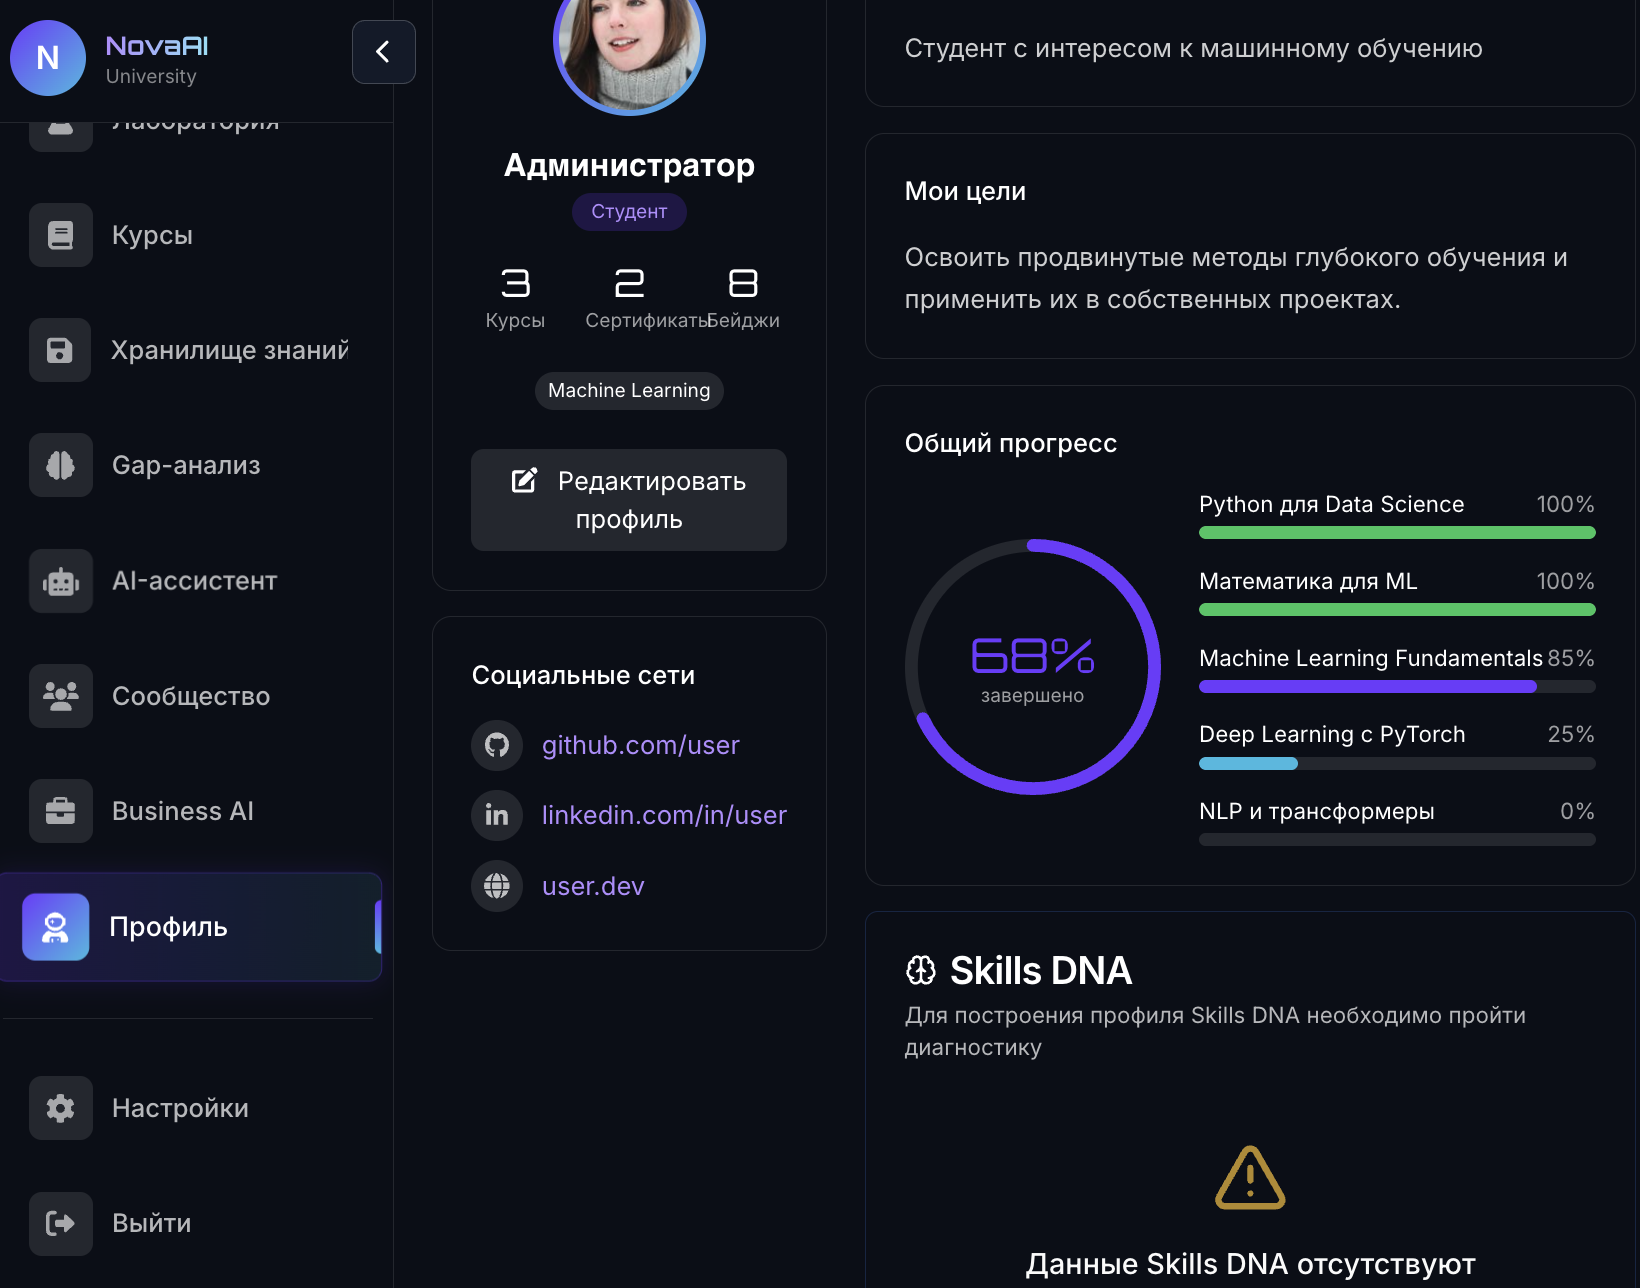 N
NovaAI
University
Лаборатория
Курсы
Хранилище знаний
Gap-анализ
AI-ассистент
Сообщество
Business AI
Профиль
Настройки
Выйти
Администратор
Студент
3
2
8
Курсы
Сертификаты
Бейджи
Machine Learning
Редактировать
профиль
Социальные сети
github.com/user
linkedin.com/in/user
user.dev
Студент с интересом к машинному обучению
Мои цели
Освоить продвинутые методы глубокого обучения и
применить их в собственных проектах.
Общий прогресс
68%
завершено
Python для Data Science 100%
Математика для ML 100%
Machine Learning Fundamentals 85%
Deep Learning с PyTorch 25%
NLP и трансформеры 0%
Skills DNA
Для построения профиля Skills DNA необходимо пройти
диагностику
Данные Skills DNA отсутствуют